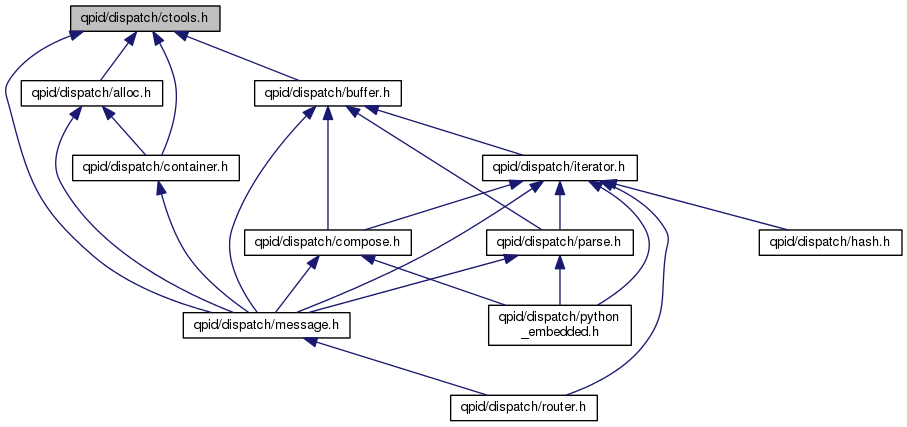 qpid/dispatch/ctools.h
qpid/dispatch/alloc.h
qpid/dispatch/buffer.h
qpid/dispatch/container.h
qpid/dispatch/iterator.h
qpid/dispatch/compose.h
qpid/dispatch/parse.h
qpid/dispatch/hash.h
qpid/dispatch/message.h
qpid/dispatch/python
_embedded.h
qpid/dispatch/router.h